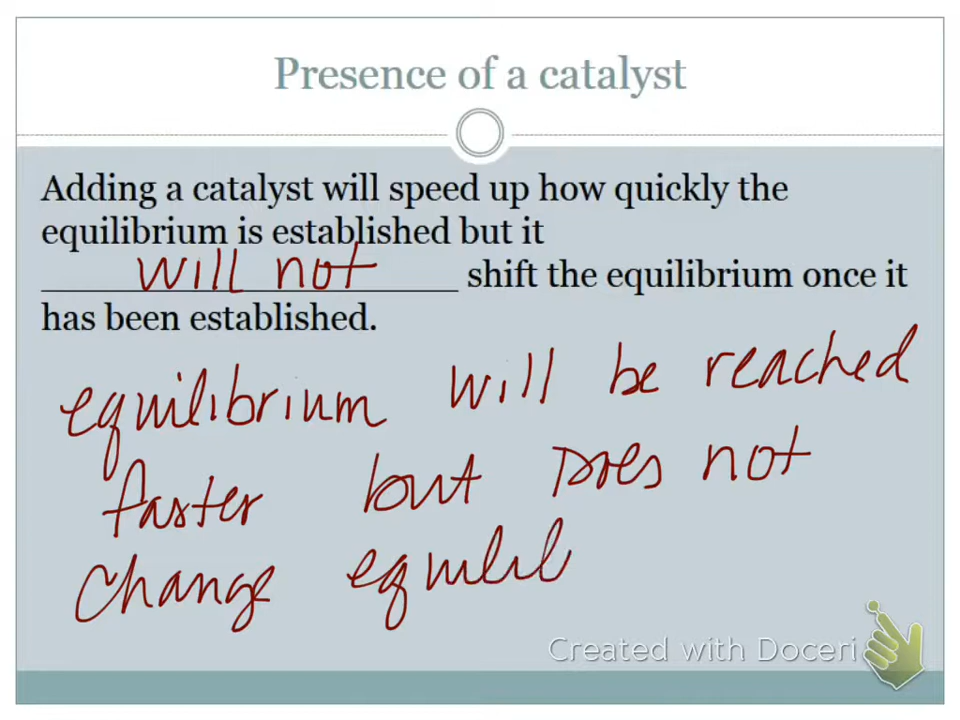 Presence of a catalyst
Adding a catalyst will speed up how quickly the
equilibrium is established but it
will not shift the equilibrium once it
has been established.
equilibrium will be reached
faster but Does not
change equilib
Created with Doceri